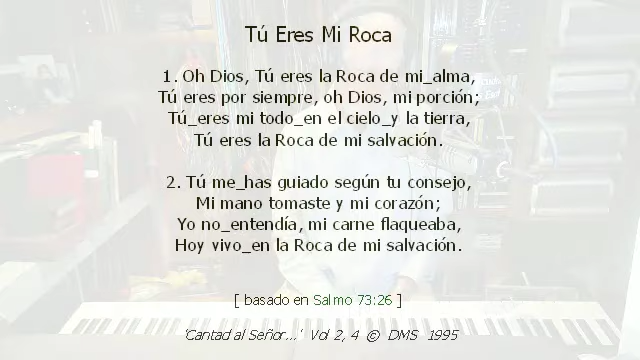 Tú Eres Mi Roca
1. Oh Dios, Tú eres la Roca de mi_alma,
Tú eres por siempre, oh Dios, mi porción;
Tú_eres mi todo_en el cielo_y la tierra,
Tú eres la Roca de mi salvación.
2. Tú me_has guiado según tu consejo,
Mi mano tomaste y mi corazón;
Yo no_entendía, mi carne flaqueaba,
Hoy vivo_en la Roca de mi salvación.
[ basado en Salmo 73:26 ]
'Cantad al Señor...' Vol 2, 4 © DMS 1995